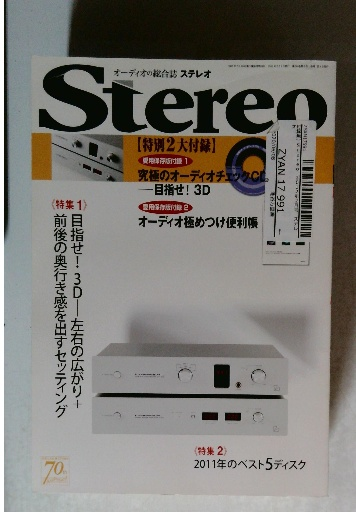 オーディオの総合誌 ステレオ
Stereo
【特別2大付録】
愛用保存版付録 1
究極のオーディオチェックCD
―目指せ! 3D
愛用保存版付録 2
オーディオ極めつけ便利帳
ZYAN 17 991
《特集1》
目指せ! 3D―左右の広がり+
前後の奥行き感を出すセッティング
《特集2》
2011年のベスト5ディスク
70th